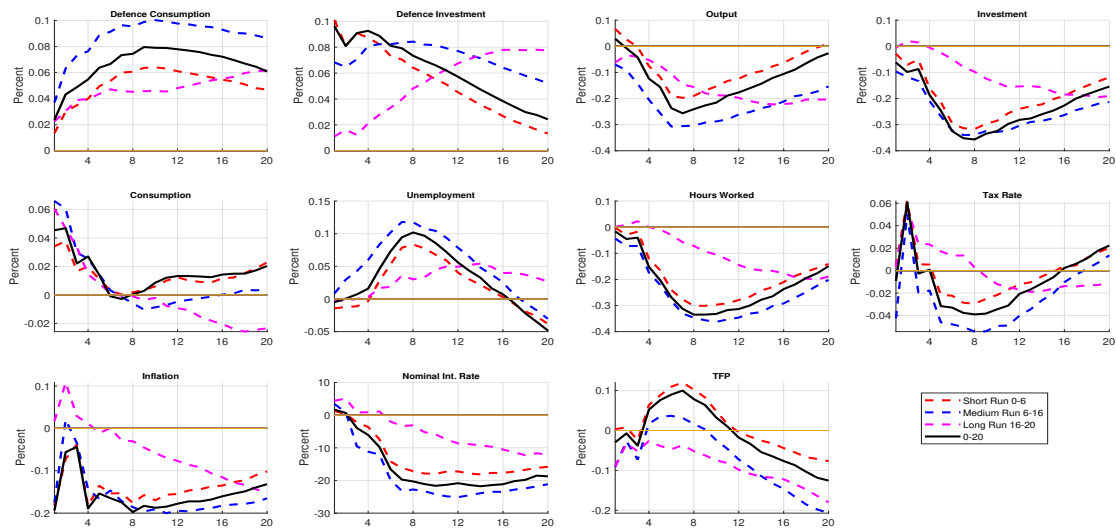 Defence Consumption
Percent
0.1
0.08
0.06
0.04
0.02
0
4 8 12 16 20
Defence Investment
Percent
0.1
0.08
0.06
0.04
0.02
0
4 8 12 16 20
Output
Percent
0.1
0
-0.1
-0.2
-0.3
-0.4
4 8 12 16 20
Investment
Percent
0.1
0
-0.1
-0.2
-0.3
-0.4
4 8 12 16 20
Consumption
Percent
0.06
0.04
0.02
0
-0.02
4 8 12 16 20
Unemployment
Percent
0.15
0.1
0.05
0
-0.05
4 8 12 16 20
Hours Worked
Percent
0.1
0
-0.1
-0.2
-0.3
-0.4
4 8 12 16 20
Tax Rate
Percent
0.06
0.04
0.02
0
-0.02
-0.04
4 8 12 16 20
Inflation
Percent
0.1
0
-0.1
-0.2
4 8 12 16 20
Nominal Int. Rate
Percent
10
0
-10
-20
-30
4 8 12 16 20
TFP
Percent
0.1
0
-0.1
-0.2
4 8 12 16 20
Short Run 0-6
Medium Run 6-16
Long Run 16-20
0-20